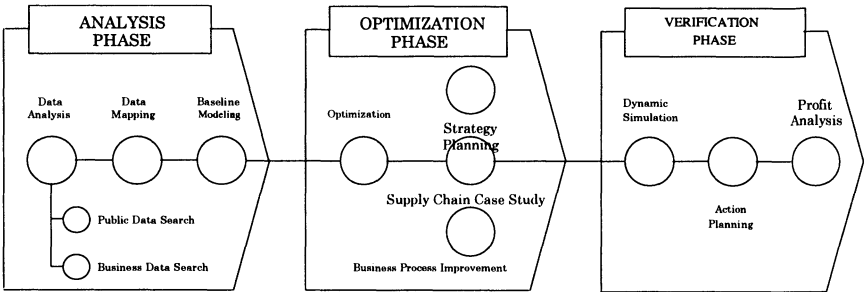 ANALYSIS
PHASE
Data
Analysis
Data
Mapping
Baseline
Modeling
Public Data Search
Business Data Search
OPTIMIZATION
PHASE
Optimization
Strategy
Planning
Supply Chain Case Study
Business Process Improvement
VERIFICATION
PHASE
Dynamic
Simulation
Action
Planning
Profit
Analysis